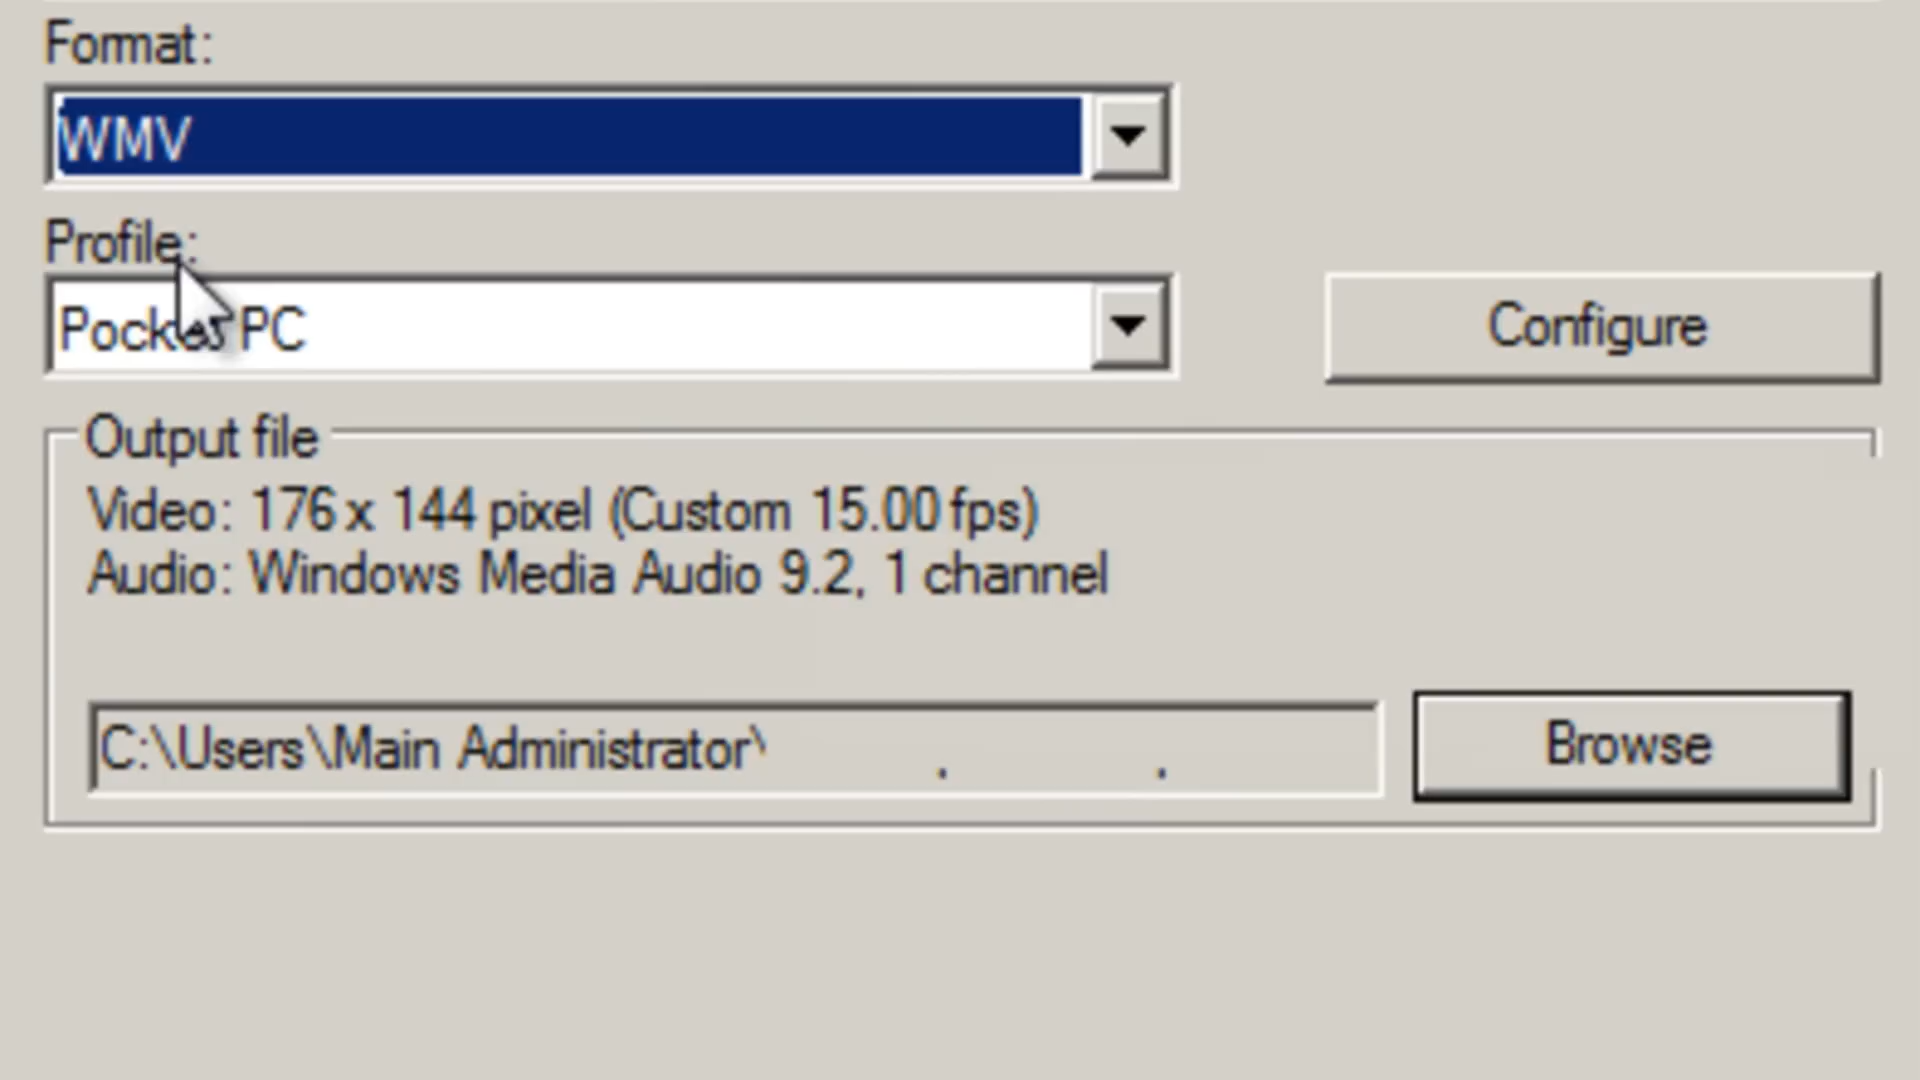 Format:
WMV
Profile:
Pocket PC
Configure
Output file
Video: 176 x 144 pixel (Custom 15.00 fps)
Audio: Windows Media Audio 9.2, 1 channel
C:\Users\Main Administrator\
Browse